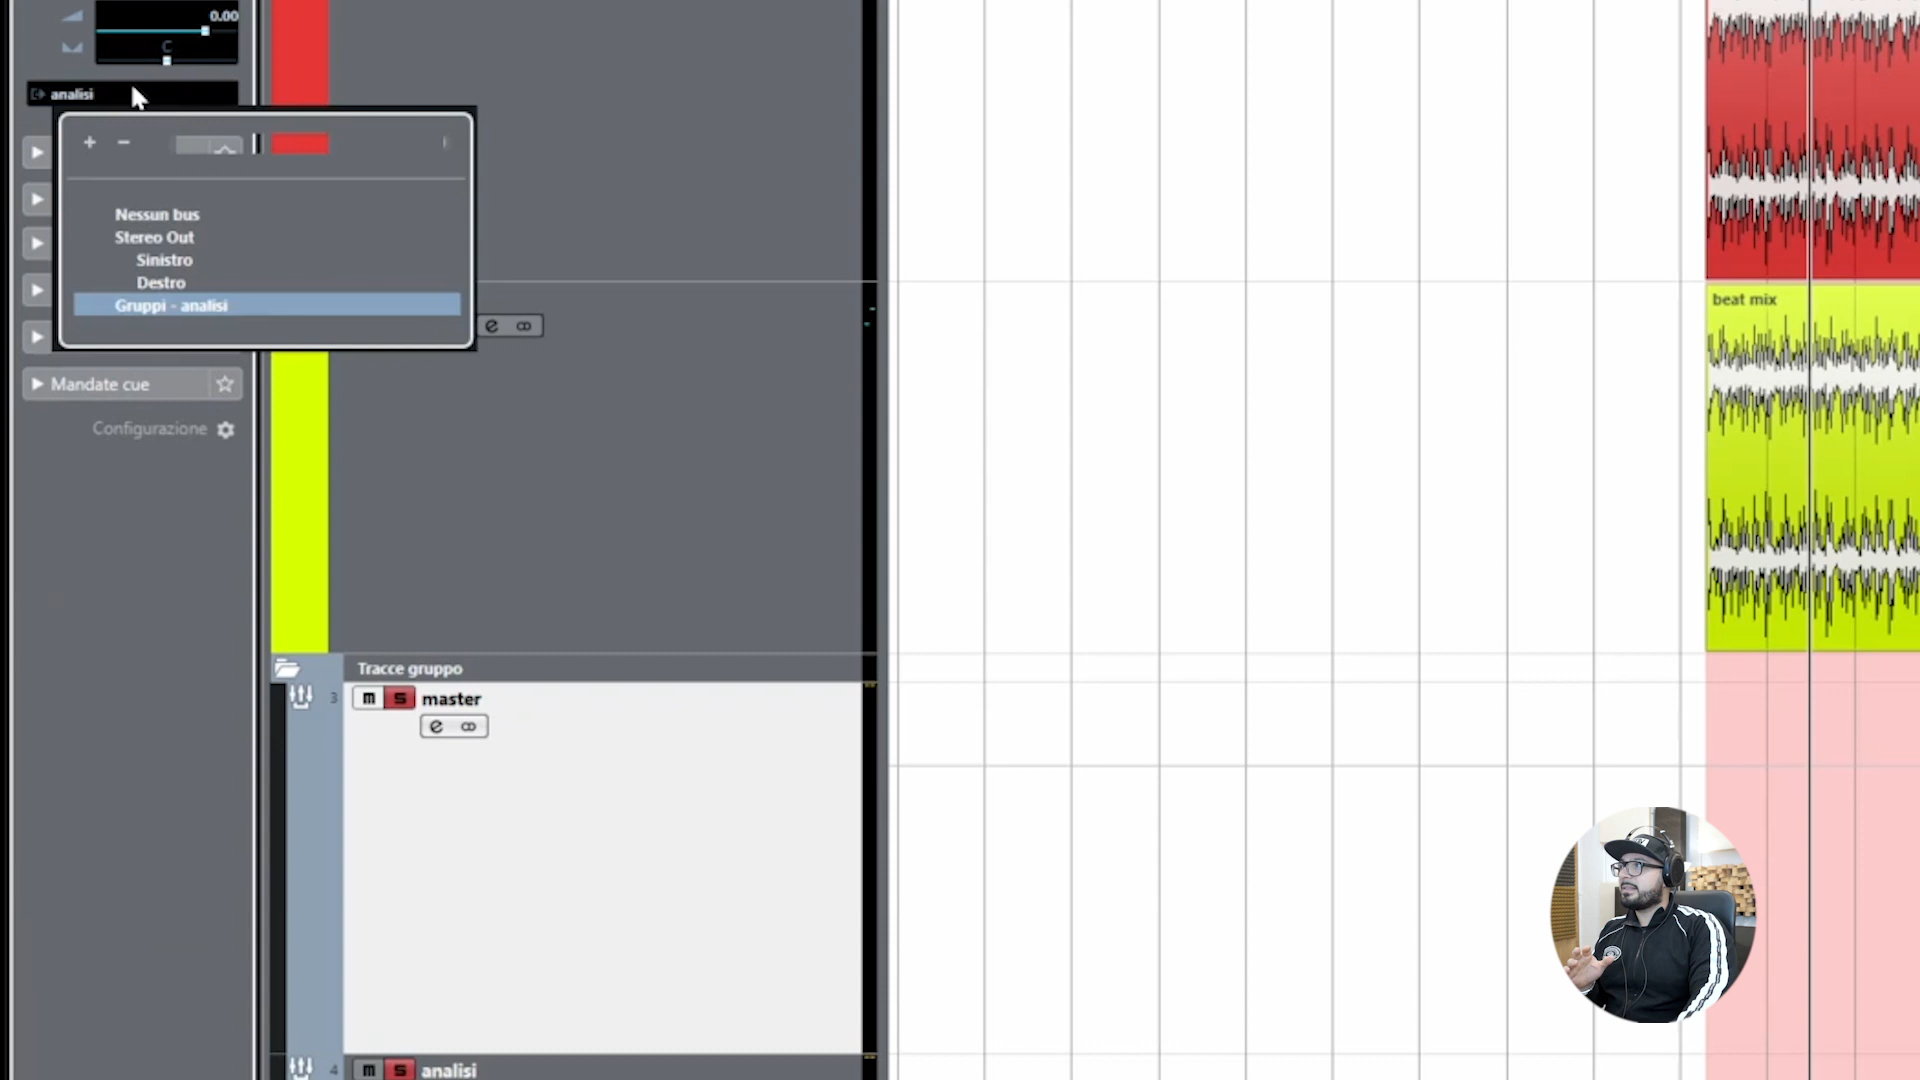 0.00
C
analisi
Nessun bus
Stereo Out
Sinistro
Destro
Gruppi - analisi
Mandate cue
Configurazione
beat mix
Tracce gruppo
3 m S master
e
4 m S analisi